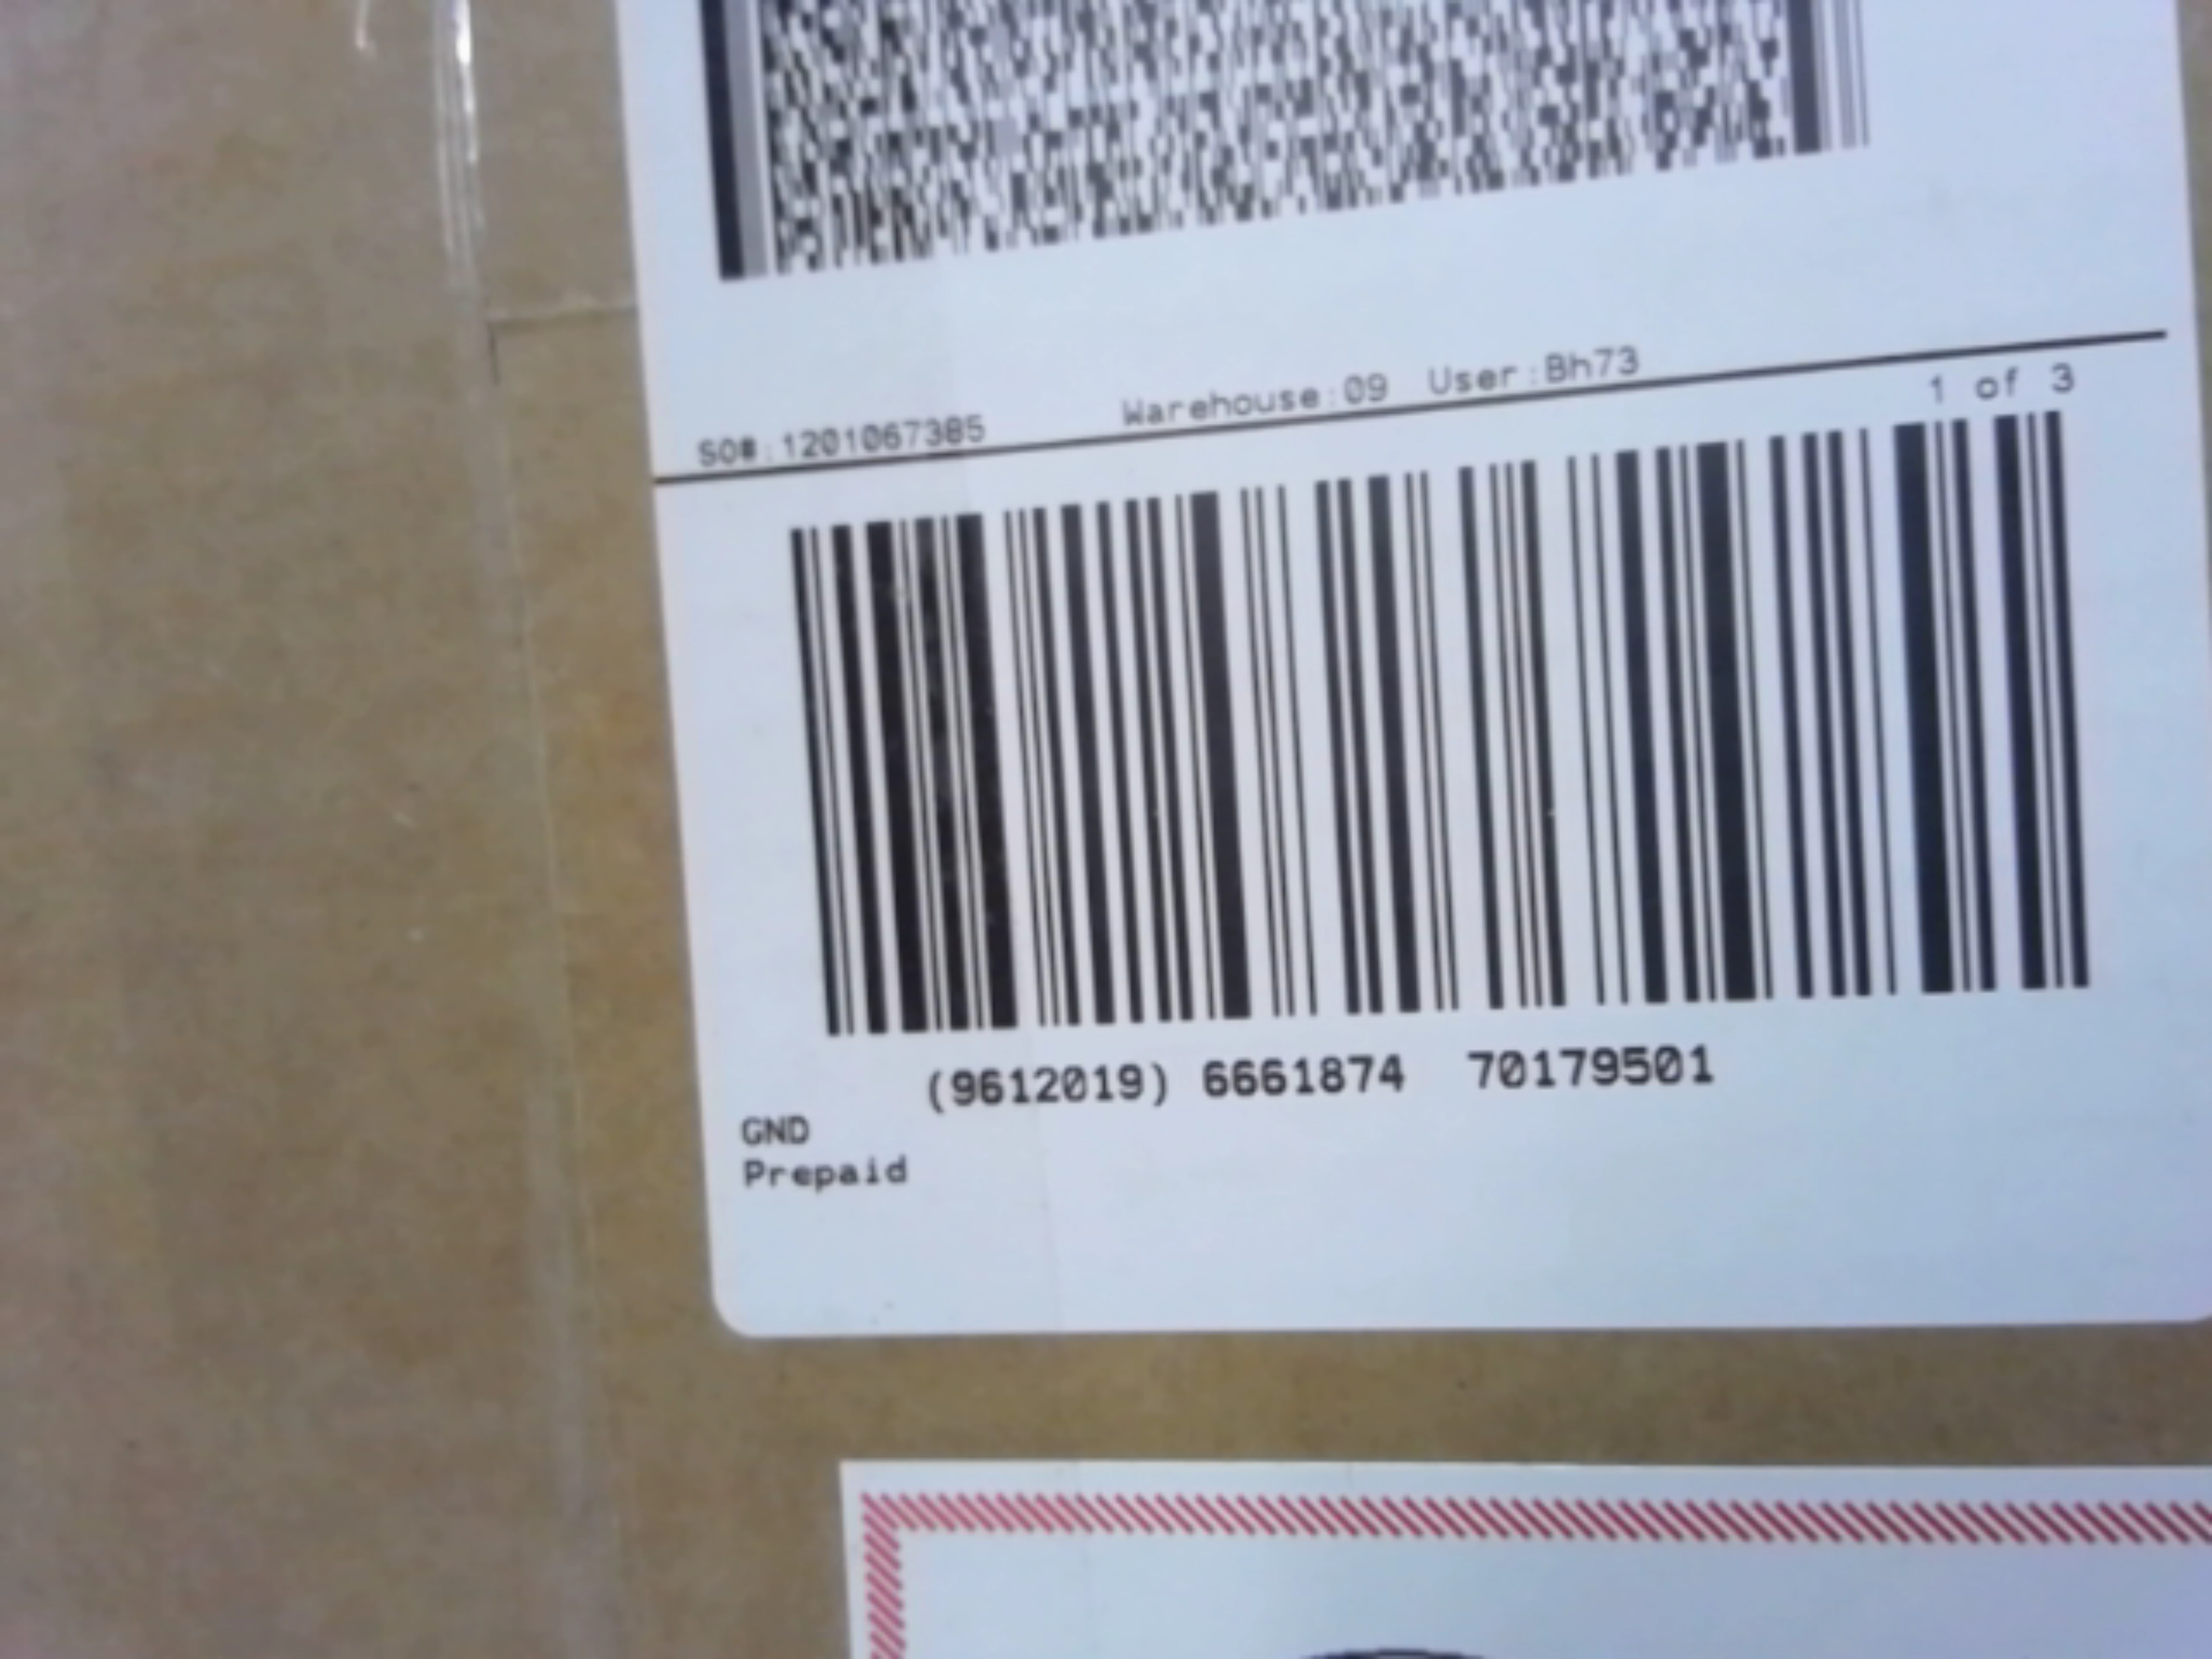 SO#:1201067385 Warehouse:09 User:Bh73
1 of 3
(9612019) 6661874 70179501
GND
Prepaid